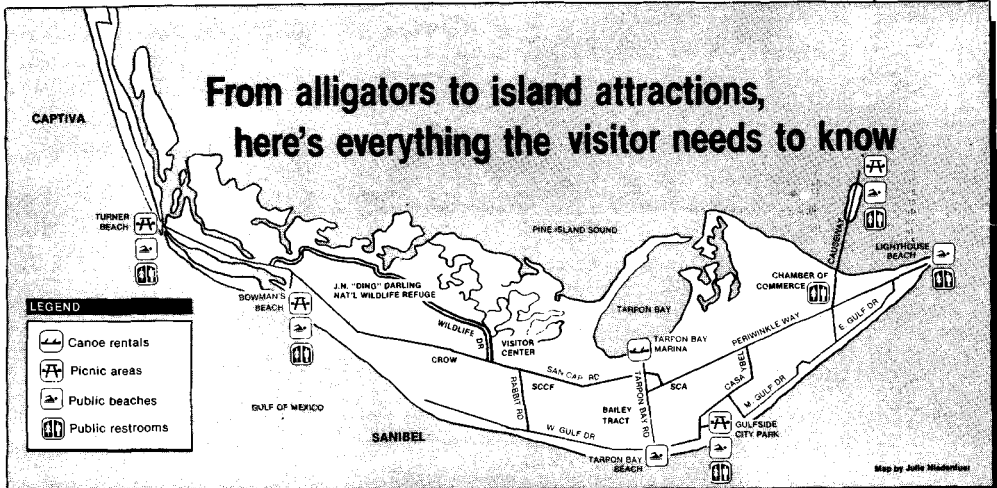 From alligators to island attractions,
here's everything the visitor needs to know
CAPTIVA
TURNER
BEACH
PINE ISLAND SOUND
CAUSEWAY
LIGHTHOUSE
BEACH
CHAMBER OF
COMMERCE
J.N. "DING" DARLING
NAT'L WILDLIFE REFUGE
BOWMAN'S
BEACH
TARPON BAY
E. GULF DR
LEGEND
Canoe rentals
Picnic areas
Public beaches
Public restrooms
WILDLIFE DR
VISITOR
CENTER
TARPON BAY
MARINA
PERIWINKLE WAY
CROW
SAN CAP RD
SCCF
SCA
CASA YBEL
M. GULF DR
RABBIT RD
TARPON BAY RD
BAILEY
TRACT
GULF OF MEXICO
SANIBEL
W. GULF DR
GULFSIDE
CITY PARK
TARPON BAY
BEACH
Map by Julie Niedenfuer